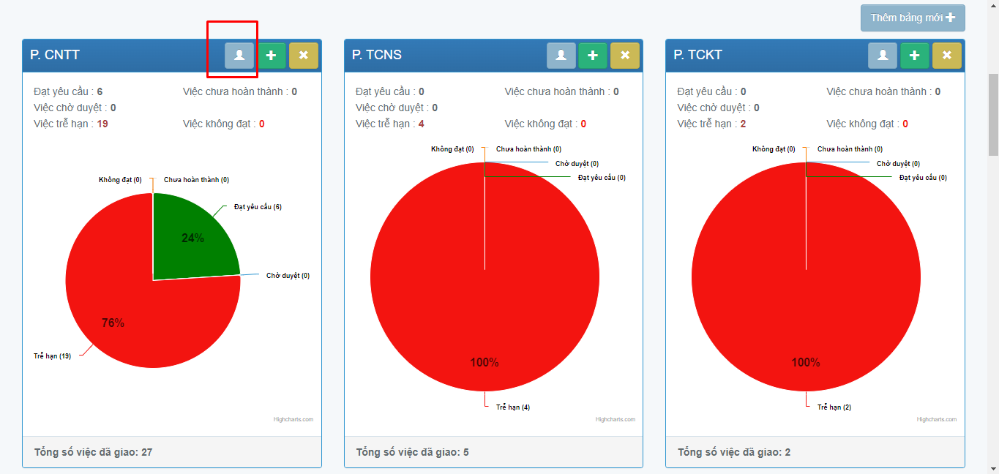 Thêm bảng mới
P. CNTT
Đạt yêu cầu : 6
Việc chưa hoàn thành : 0
Việc chờ duyệt : 0
Việc trễ hạn : 19
Việc không đạt : 0
Không đạt (0)
Chưa hoàn thành (0)
Đạt yêu cầu (6)
24%
Chờ duyệt (0)
76%
Trễ hạn (19)
Highcharts.com
Tổng số việc đã giao: 27
P. TCNS
Đạt yêu cầu : 0
Việc chưa hoàn thành : 0
Việc chờ duyệt : 0
Việc trễ hạn : 4
Việc không đạt : 0
Không đạt (0)
Chưa hoàn thành (0)
Chờ duyệt (0)
Đạt yêu cầu (0)
100%
Trễ hạn (4)
Highcharts.com
Tổng số việc đã giao: 5
P. TCKT
Đạt yêu cầu : 0
Việc chưa hoàn thành : 0
Việc chờ duyệt : 0
Việc trễ hạn : 2
Việc không đạt : 0
Không đạt (0)
Chưa hoàn thành (0)
Chờ duyệt (0)
Đạt yêu cầu (0)
100%
Trễ hạn (2)
Highcharts.com
Tổng số việc đã giao: 2